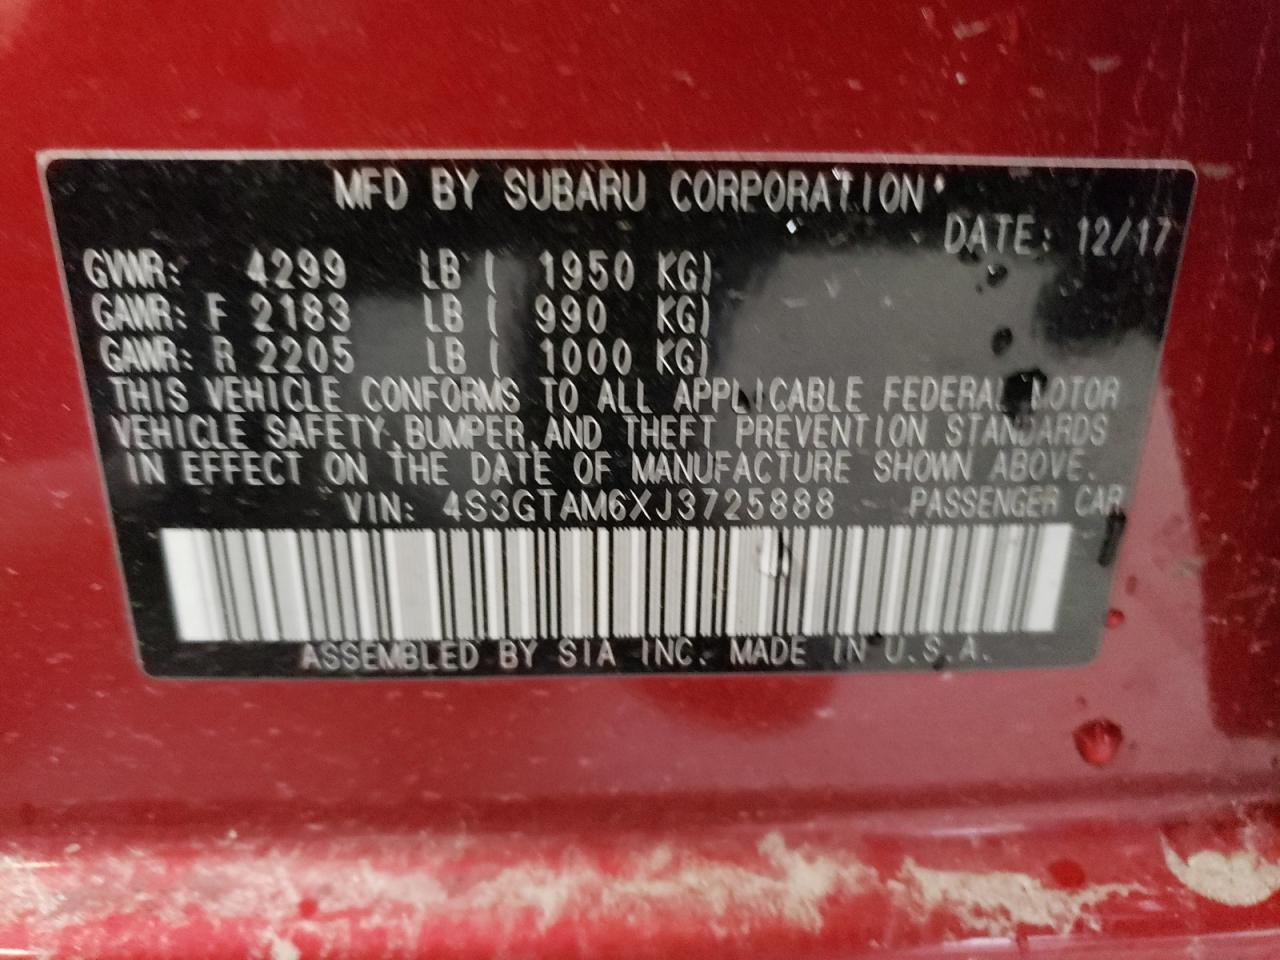 MFD BY SUBARU CORPORATION
DATE: 12/17
GVWR: 4299 LB ( 1950 KG)
GAWR: F 2183 LB ( 990 KG)
GAWR: R 2205 LB ( 1000 KG)
THIS VEHICLE CONFORMS TO ALL APPLICABLE FEDERAL MOTOR
VEHICLE SAFETY, BUMPER, AND THEFT PREVENTION STANDARDS
IN EFFECT ON THE DATE OF MANUFACTURE SHOWN ABOVE.
VIN: 4S3GTAM6XJ3725888 PASSENGER CAR
ASSEMBLED BY SIA INC. MADE IN U.S.A.